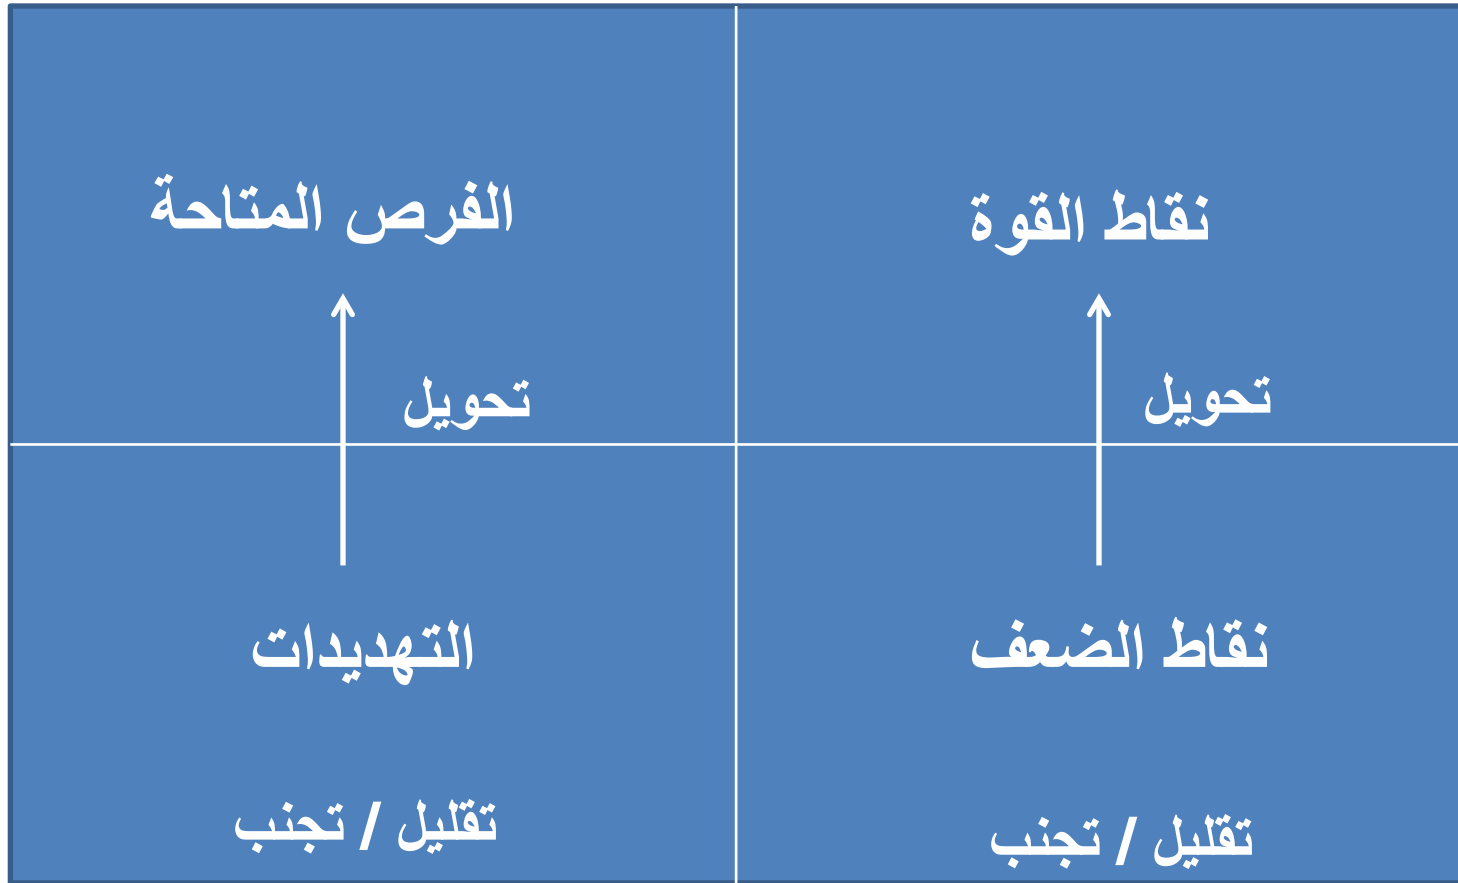 نقاط القوة
الفرص المتاحة
تحويل
تحويل
نقاط الضعف
التهديدات
تقليل / تجنب
تقليل / تجنب